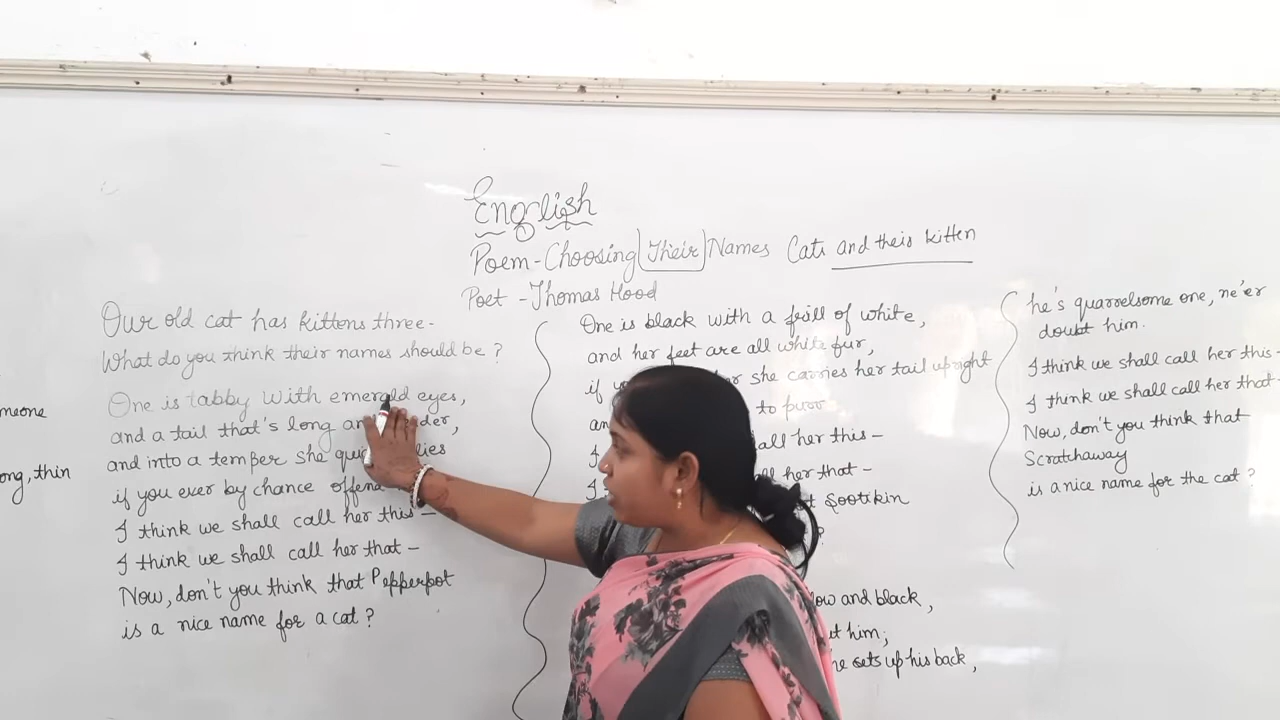 English
Poem-Choosing Their Names Cats and their kitten
Poet - Thomas Hood
meone
ong, thin
Our old cat has kittens three-
What do you think their names should be?
One is tabby with emerald eyes,
and a tail that's long
and into a temper she
if you ever by chance
I think we shall call her this-
I think we shall call her that-
Now, don't you think that Pepperpot
is a nice name for a cat?
One is black with a frill of white,
and her feet are all white fur,
if she carries her tail upright
to purr
I all her this-
her that-
Sootikin
?
ow and black,
him;
sets up his back,
he's quarrelsome one, ne'er
doubt him.
I think we shall call her this-
I think we shall call her that-
Now, don't you think that
Scratchaway
is a nice name for the cat?